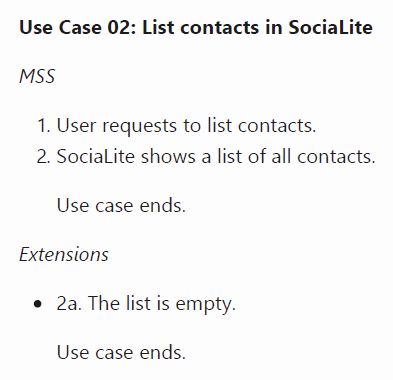 Use Case 02: List contacts in SociaLite
MSS
1. User requests to list contacts.
2. SociaLite shows a list of all contacts.
Use case ends.
Extensions
• 2a. The list is empty.
Use case ends.